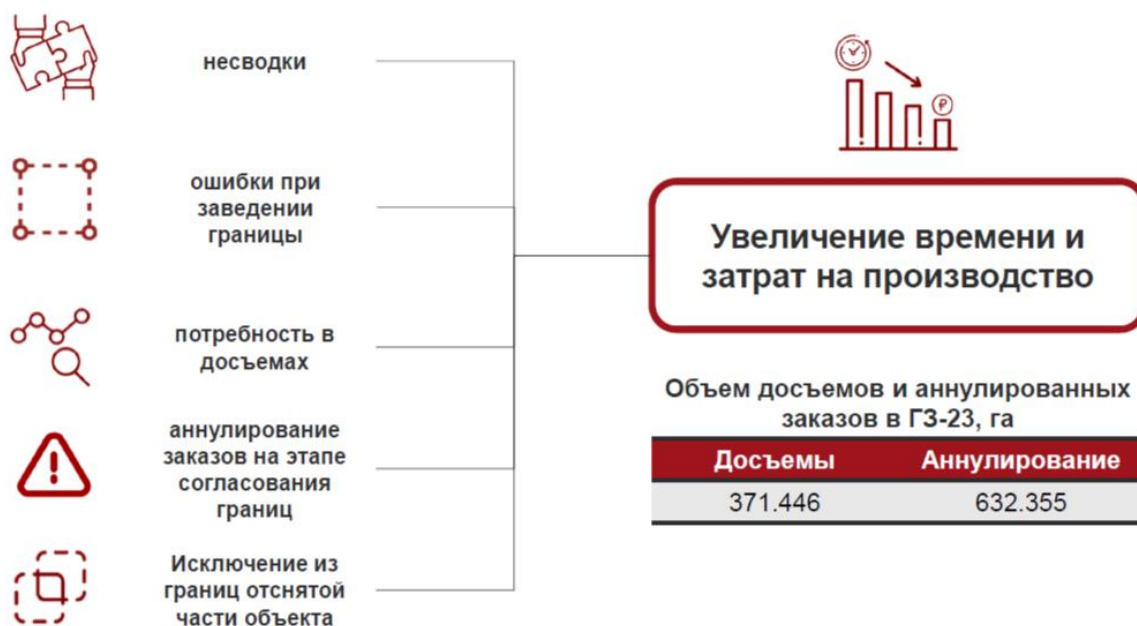 несводки
ошибки при
заведении
границы
потребность в
досъемах
аннулирование
заказов на этапе
согласования
границ
Исключение из
границ отснятой
части объекта
₽
Увеличение времени и
затрат на производство
Объем досъемов и аннулированных
заказов в ГЗ-23, га
Досъемы Аннулирование
371.446 632.355